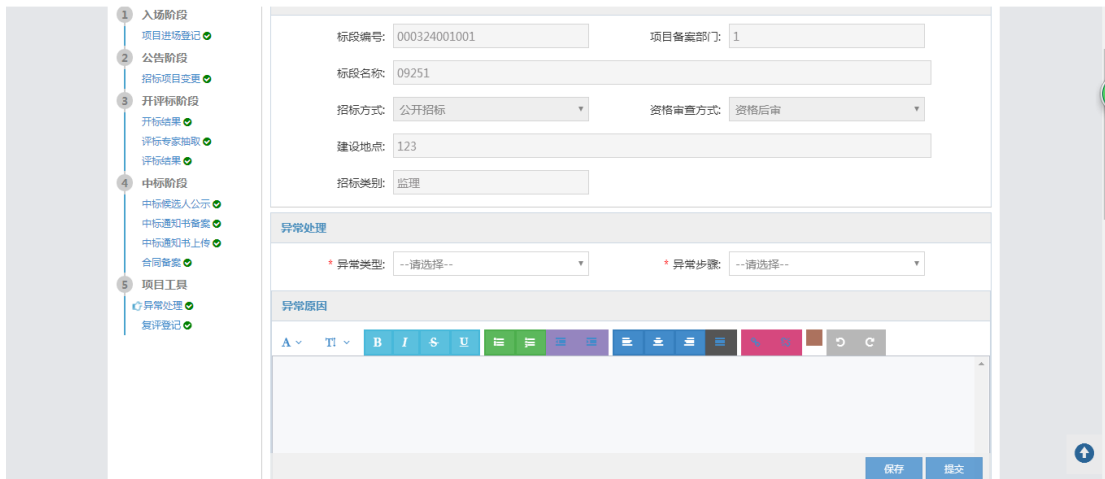 1 入场阶段
项目进场登记
2 公告阶段
招标项目变更
3 开评标阶段
开标结果
评标专家抽取
评标结果
4 中标阶段
中标候选人公示
中标通知书备案
中标通知书上传
合同备案
5 项目工具
异常处理
复评登记
标段编号: 000324001001 项目备案部门: 1
标段名称: 09251
招标方式: 公开招标 资格审查方式: 资格后审
建设地点: 123
招标类别: 监理
异常处理
* 异常类型: --请选择-- * 异常步骤: --请选择--
异常原因
A TI B I S U
保存 提交